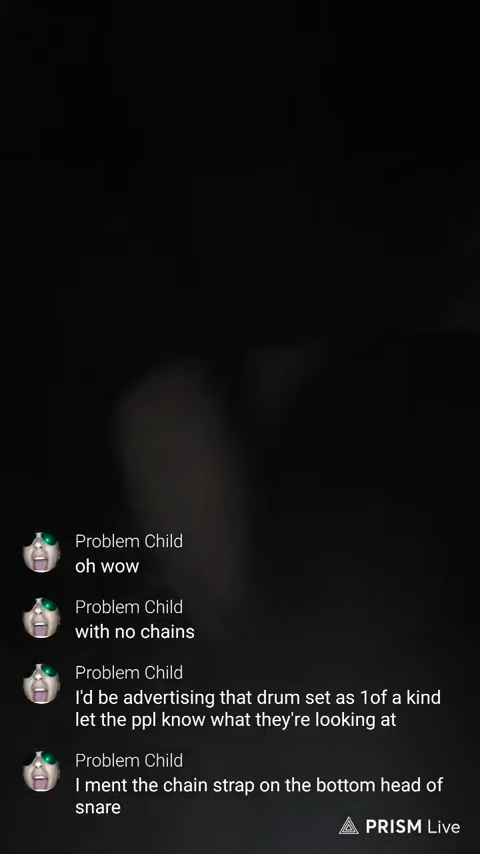 Problem Child
oh wow
Problem Child
with no chains
Problem Child
I'd be advertising that drum set as 1of a kind
let the ppl know what they're looking at
Problem Child
I ment the chain strap on the bottom head of
snare
PRISM Live